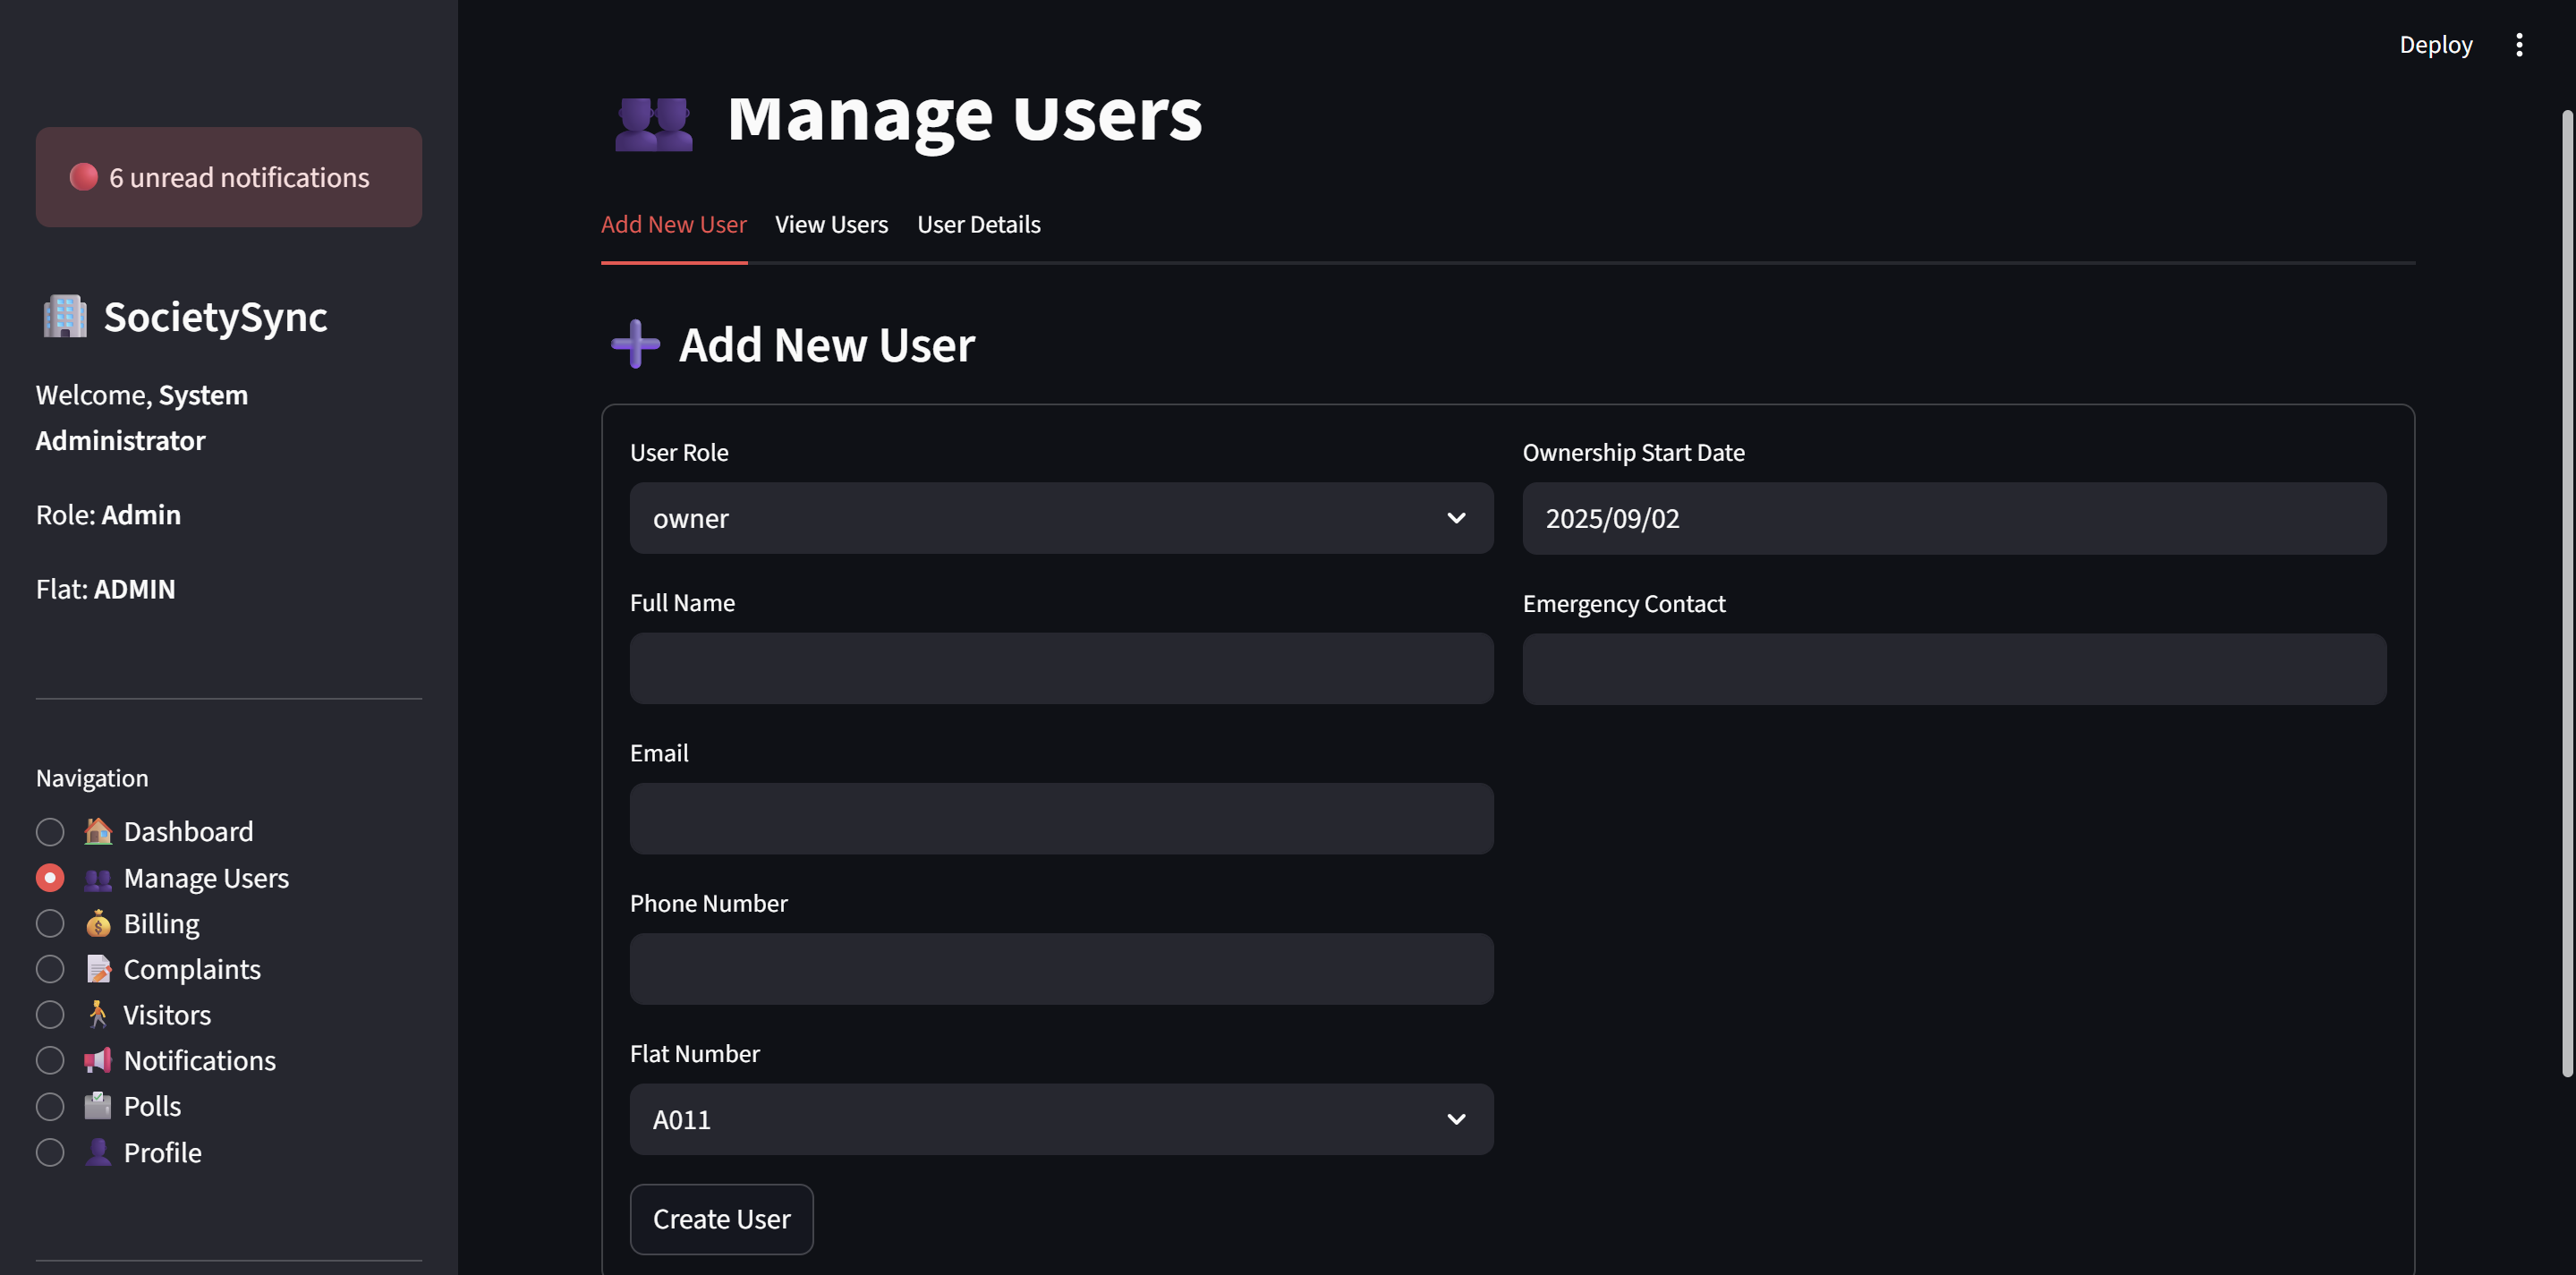 6 unread notifications
SocietySync
Welcome, System
Administrator
Role: Admin
Flat: ADMIN
Navigation
Dashboard
Manage Users
Billing
Complaints
Visitors
Notifications
Polls
Profile
Deploy
Manage Users
Add New User
View Users
User Details
Add New User
User Role
owner
Full Name
Email
Phone Number
Flat Number
A011
Create User
Ownership Start Date
2025/09/02
Emergency Contact